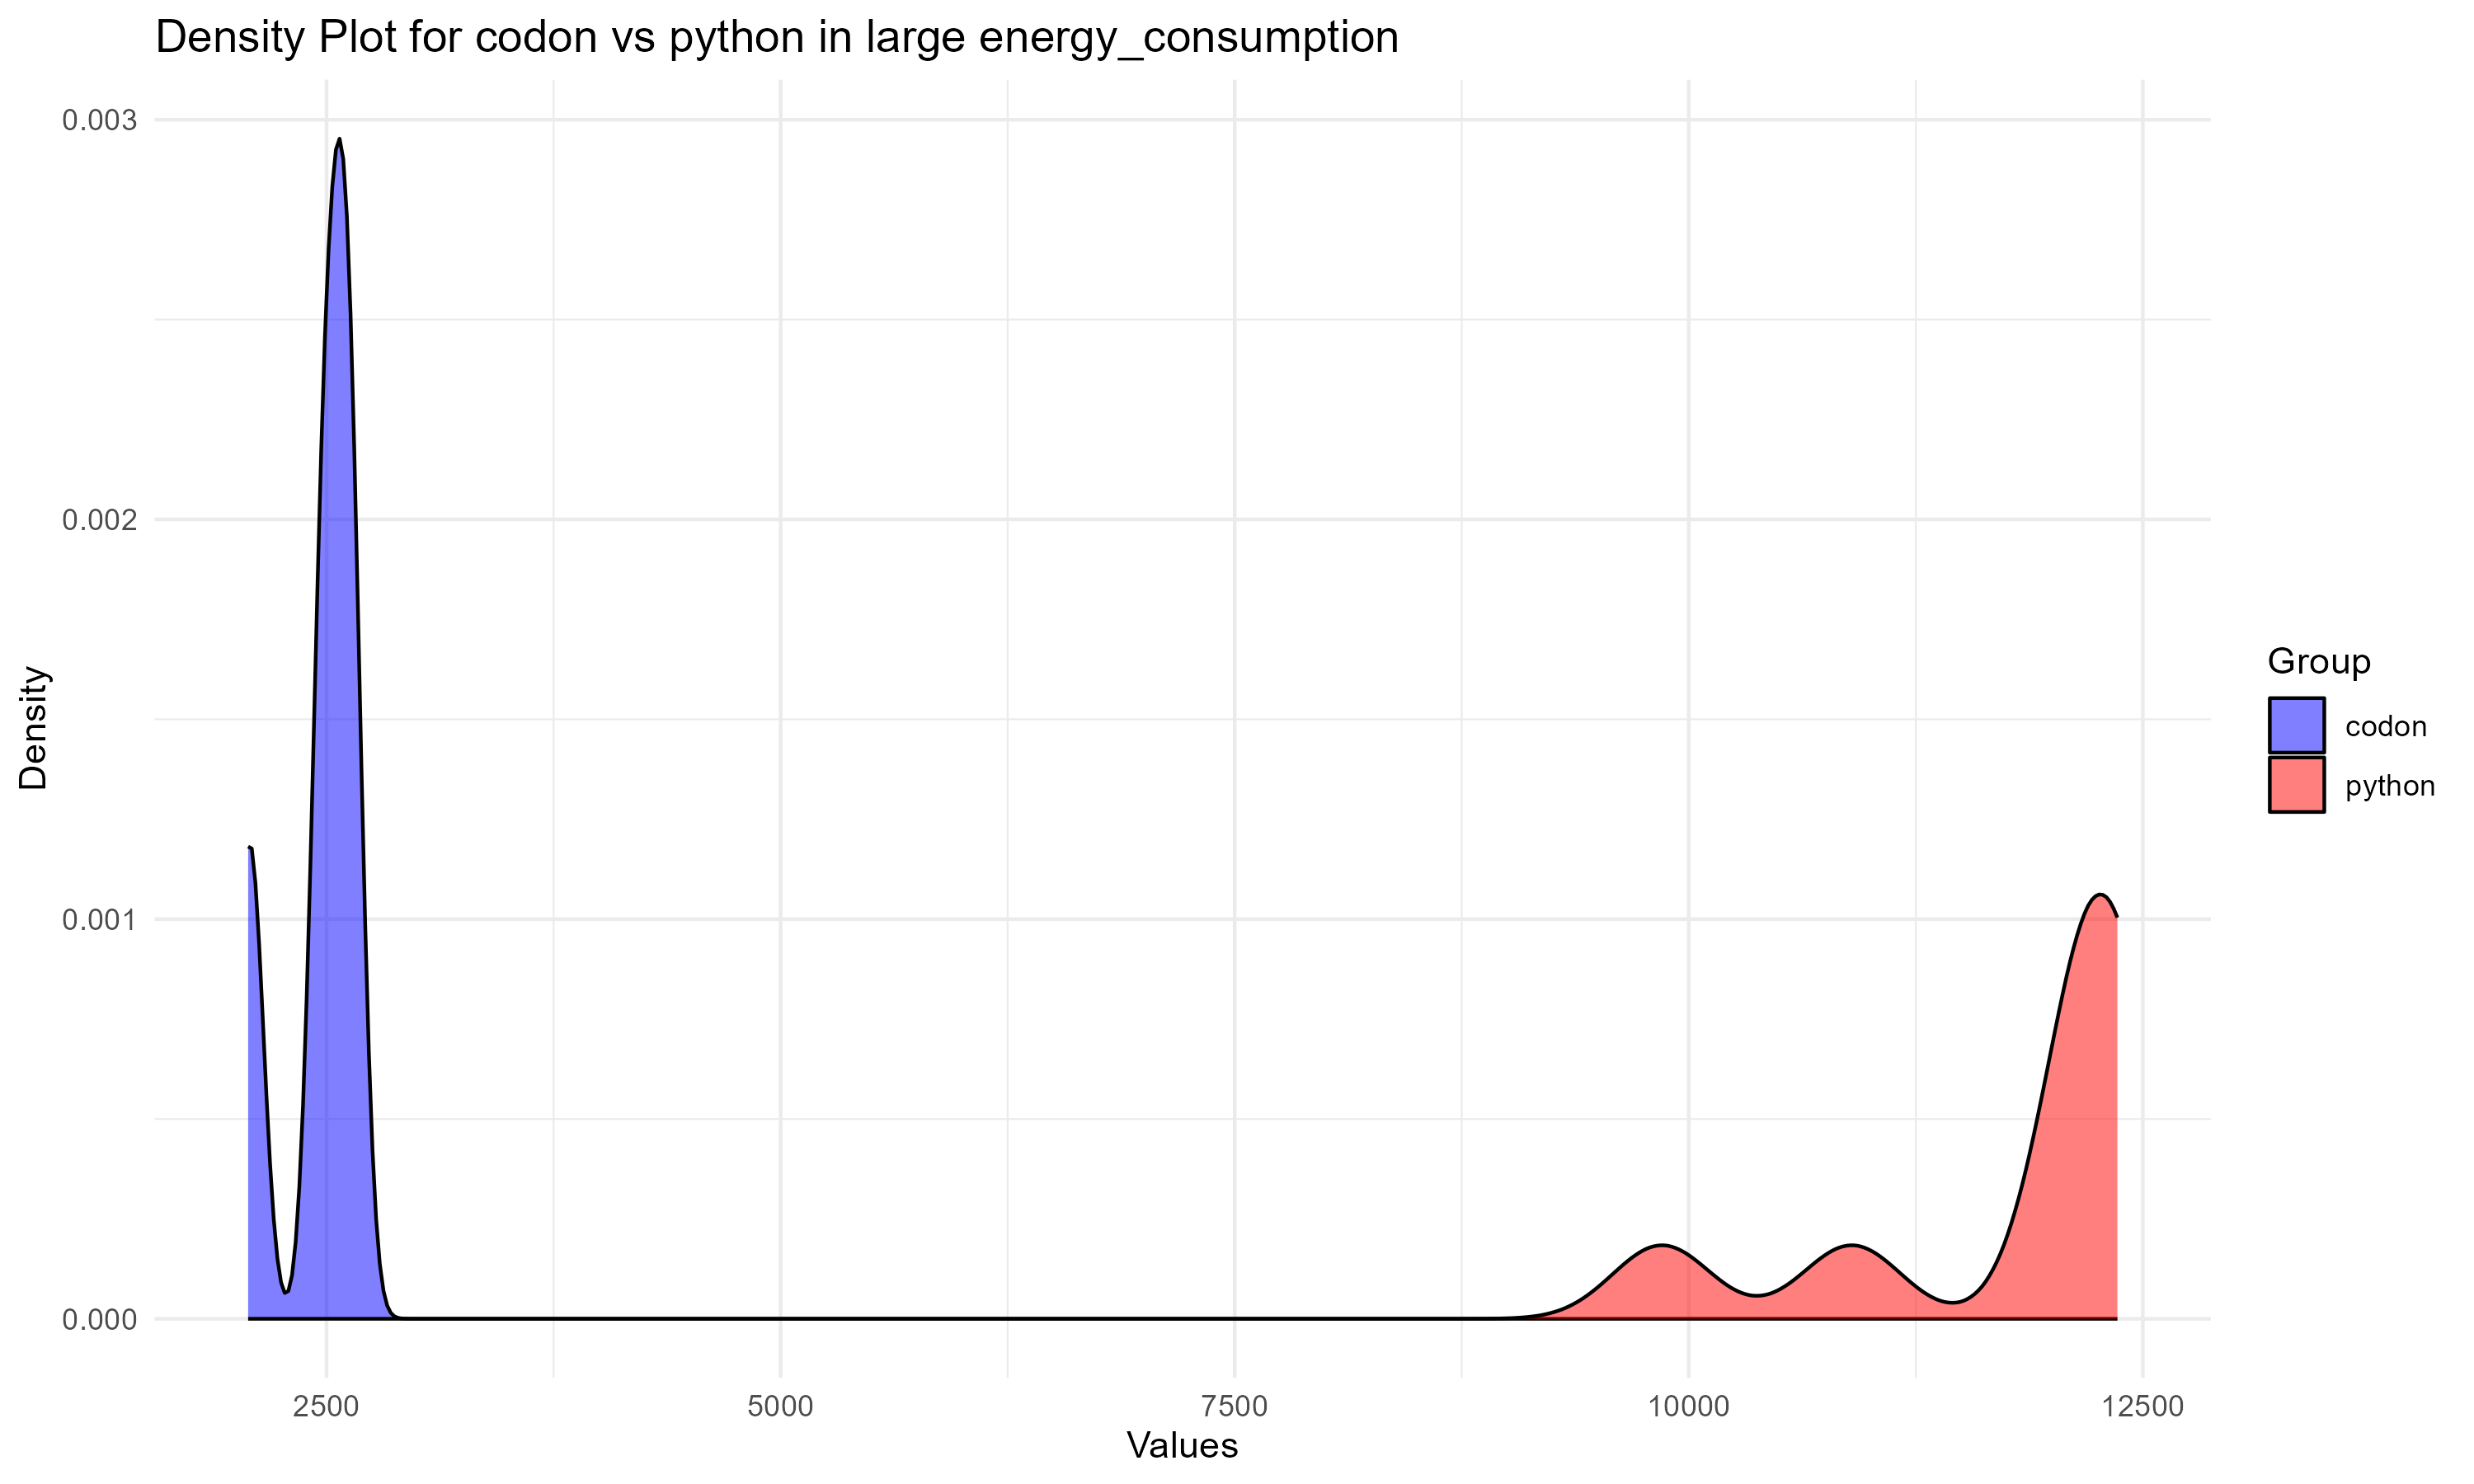 Density Plot for codon vs python in large energy_consumption
0.003
0.002
0.001
0.000
Density
2500
5000
7500
10000
12500
Values
Group
codon
python